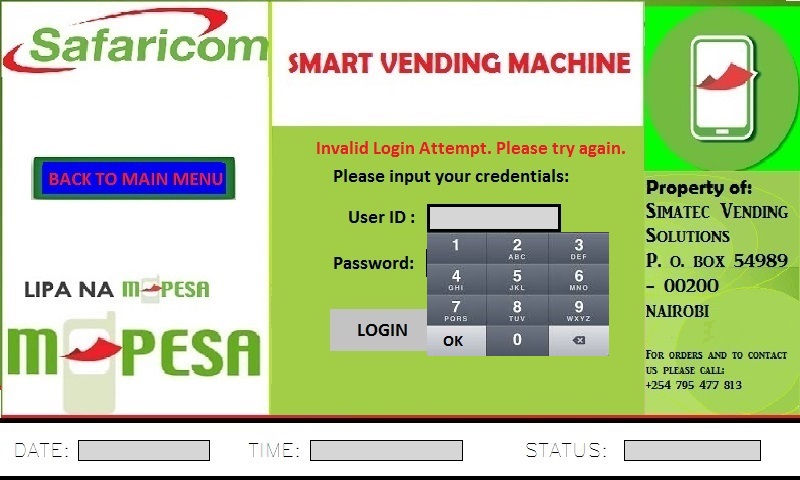 Safaricom
BACK TO MAIN MENU
LIPA NA M-PESA
M-PESA
SMART VENDING MACHINE
Invalid Login Attempt. Please try again.
Please input your credentials:
User ID :
Password:
LOGIN
1 2 ABC 3 DEF
4 GHI 5 JKL 6 MNO
7 PQRS 8 TUV 9 WXYZ
OK 0
Property of:
SIMATEC VENDING
SOLUTIONS
P. O. BOX 54989
- 00200
NAIROBI
FOR ORDERS AND TO CONTACT
US, PLEASE CALL:
+254 795 477 813
DATE: TIME: STATUS: